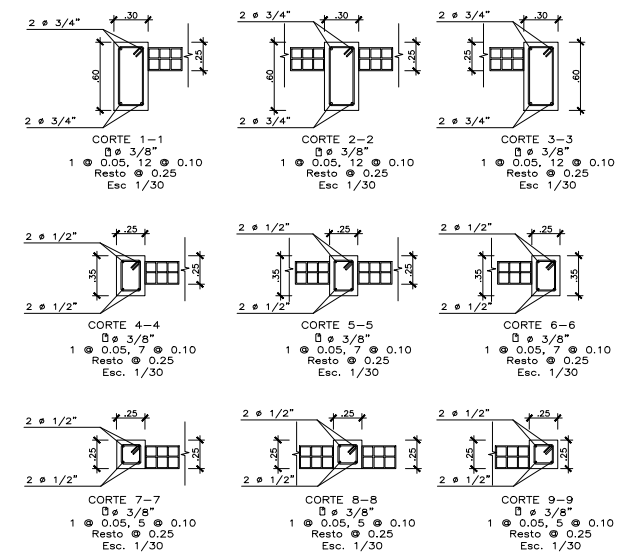 2 ø 3/4"
.30
.60
.25
2 ø 3/4"
CORTE 1-1
ø 3/8"
1 @ 0.05, 12 @ 0.10
Resto @ 0.25
Esc 1/30
2 ø 3/4"
.30
.60
.25
2 ø 3/4"
CORTE 2-2
ø 3/8"
1 @ 0.05, 12 @ 0.10
Resto @ 0.25
Esc 1/30
2 ø 3/4"
.30
.25
.60
2 ø 3/4"
CORTE 3-3
ø 3/8"
1 @ 0.05, 12 @ 0.10
Resto @ 0.25
Esc 1/30
2 ø 1/2"
.25
.35
.25
2 ø 1/2"
CORTE 4-4
ø 3/8"
1 @ 0.05, 7 @ 0.10
Resto @ 0.25
Esc. 1/30
2 ø 1/2"
.25
.35
.25
2 ø 1/2"
CORTE 5-5
ø 3/8"
1 @ 0.05, 7 @ 0.10
Resto @ 0.25
Esc. 1/30
2 ø 1/2"
.25
.35
.25
2 ø 1/2"
CORTE 6-6
ø 3/8"
1 @ 0.05, 7 @ 0.10
Resto @ 0.25
Esc. 1/30
2 ø 1/2"
.25
.25
.25
2 ø 1/2"
CORTE 7-7
ø 3/8"
1 @ 0.05, 5 @ 0.10
Resto @ 0.25
Esc. 1/30
2 ø 1/2"
.25
.25
2 ø 1/2"
CORTE 8-8
ø 3/8"
1 @ 0.05, 5 @ 0.10
Resto @ 0.25
Esc. 1/30
2 ø 1/2"
.25
.25
2 ø 1/2"
CORTE 9-9
ø 3/8"
1 @ 0.05, 5 @ 0.10
Resto @ 0.25
Esc. 1/30